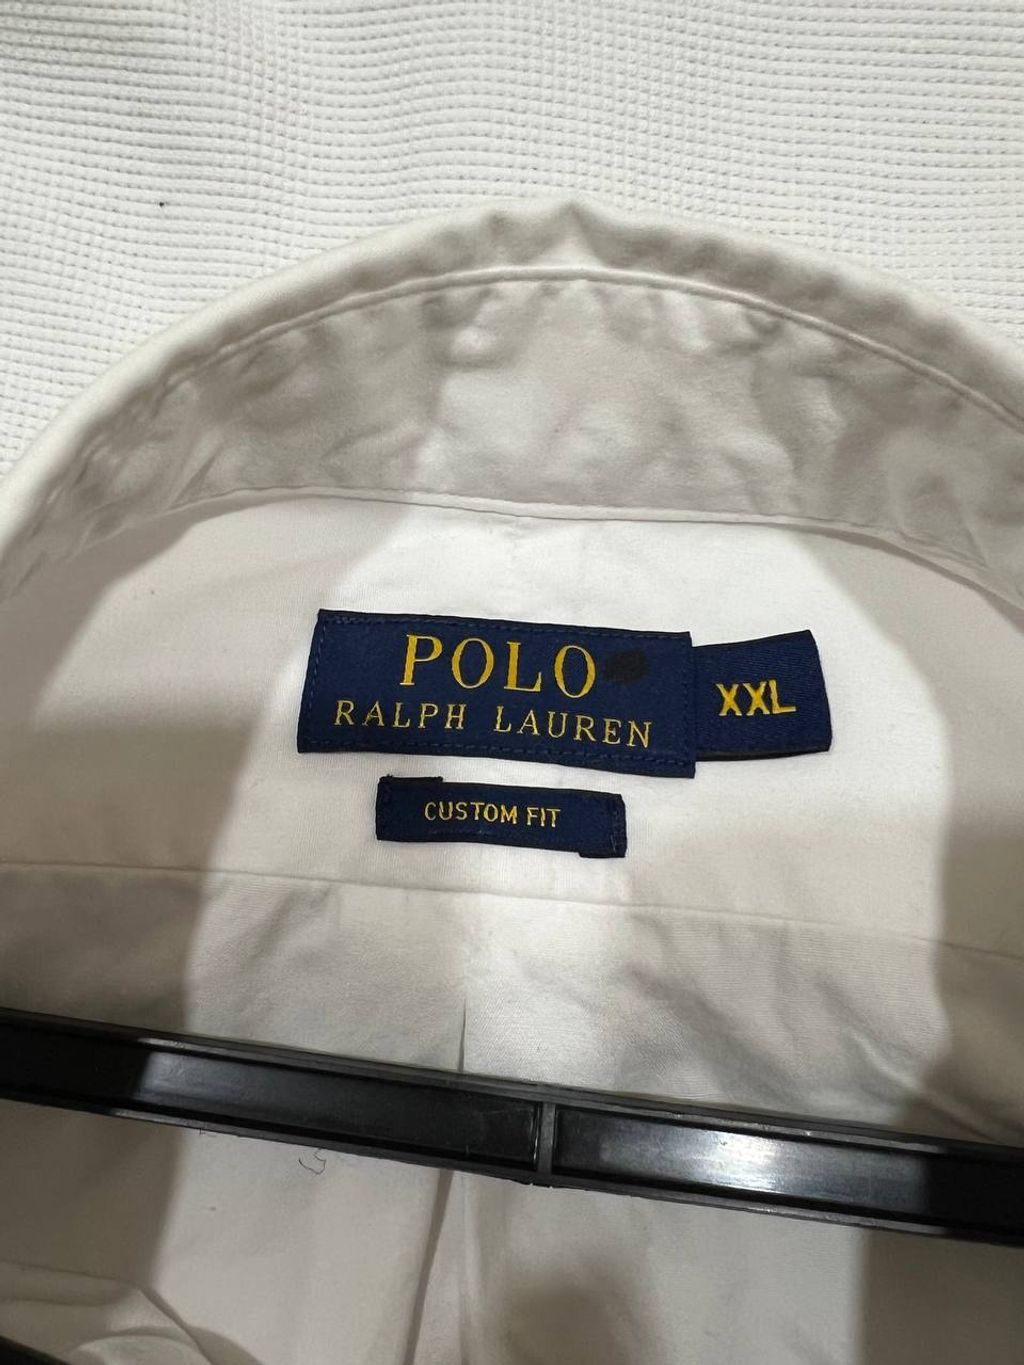 POLO
RALPH LAUREN
XXL
CUSTOM FIT